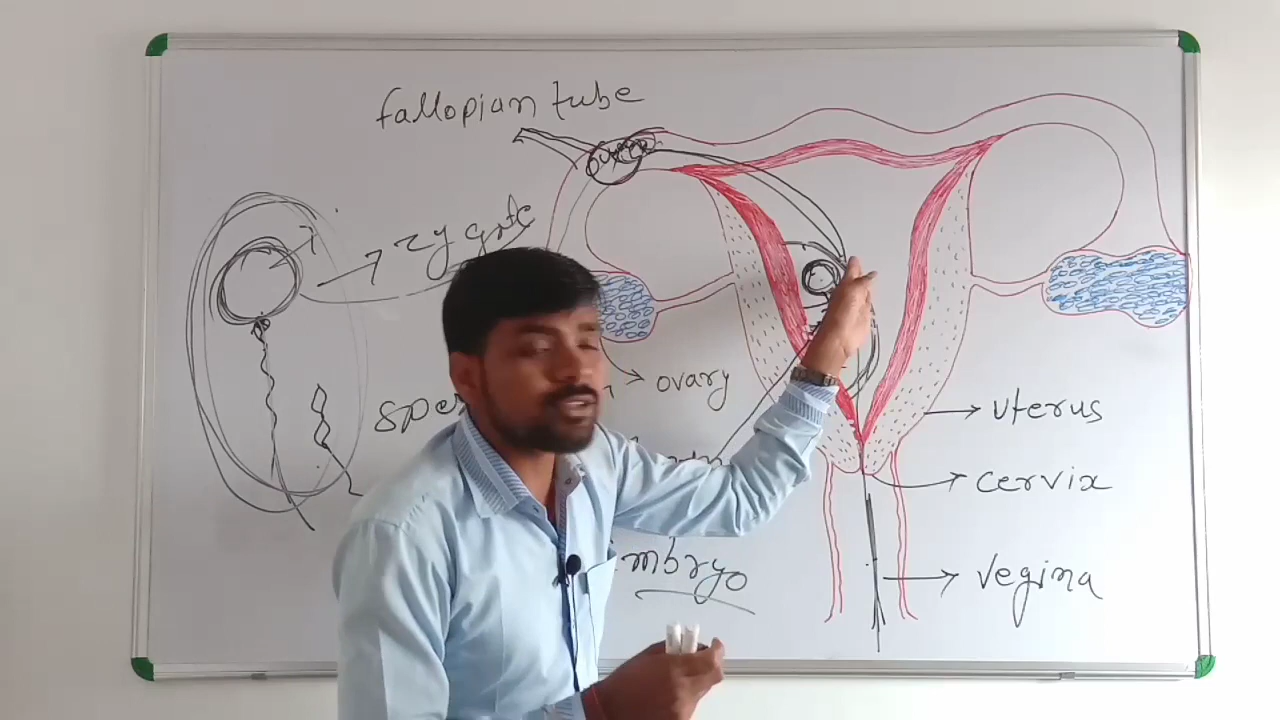 fallopian tube
zygote
ovary
uterus
cervix
vegina